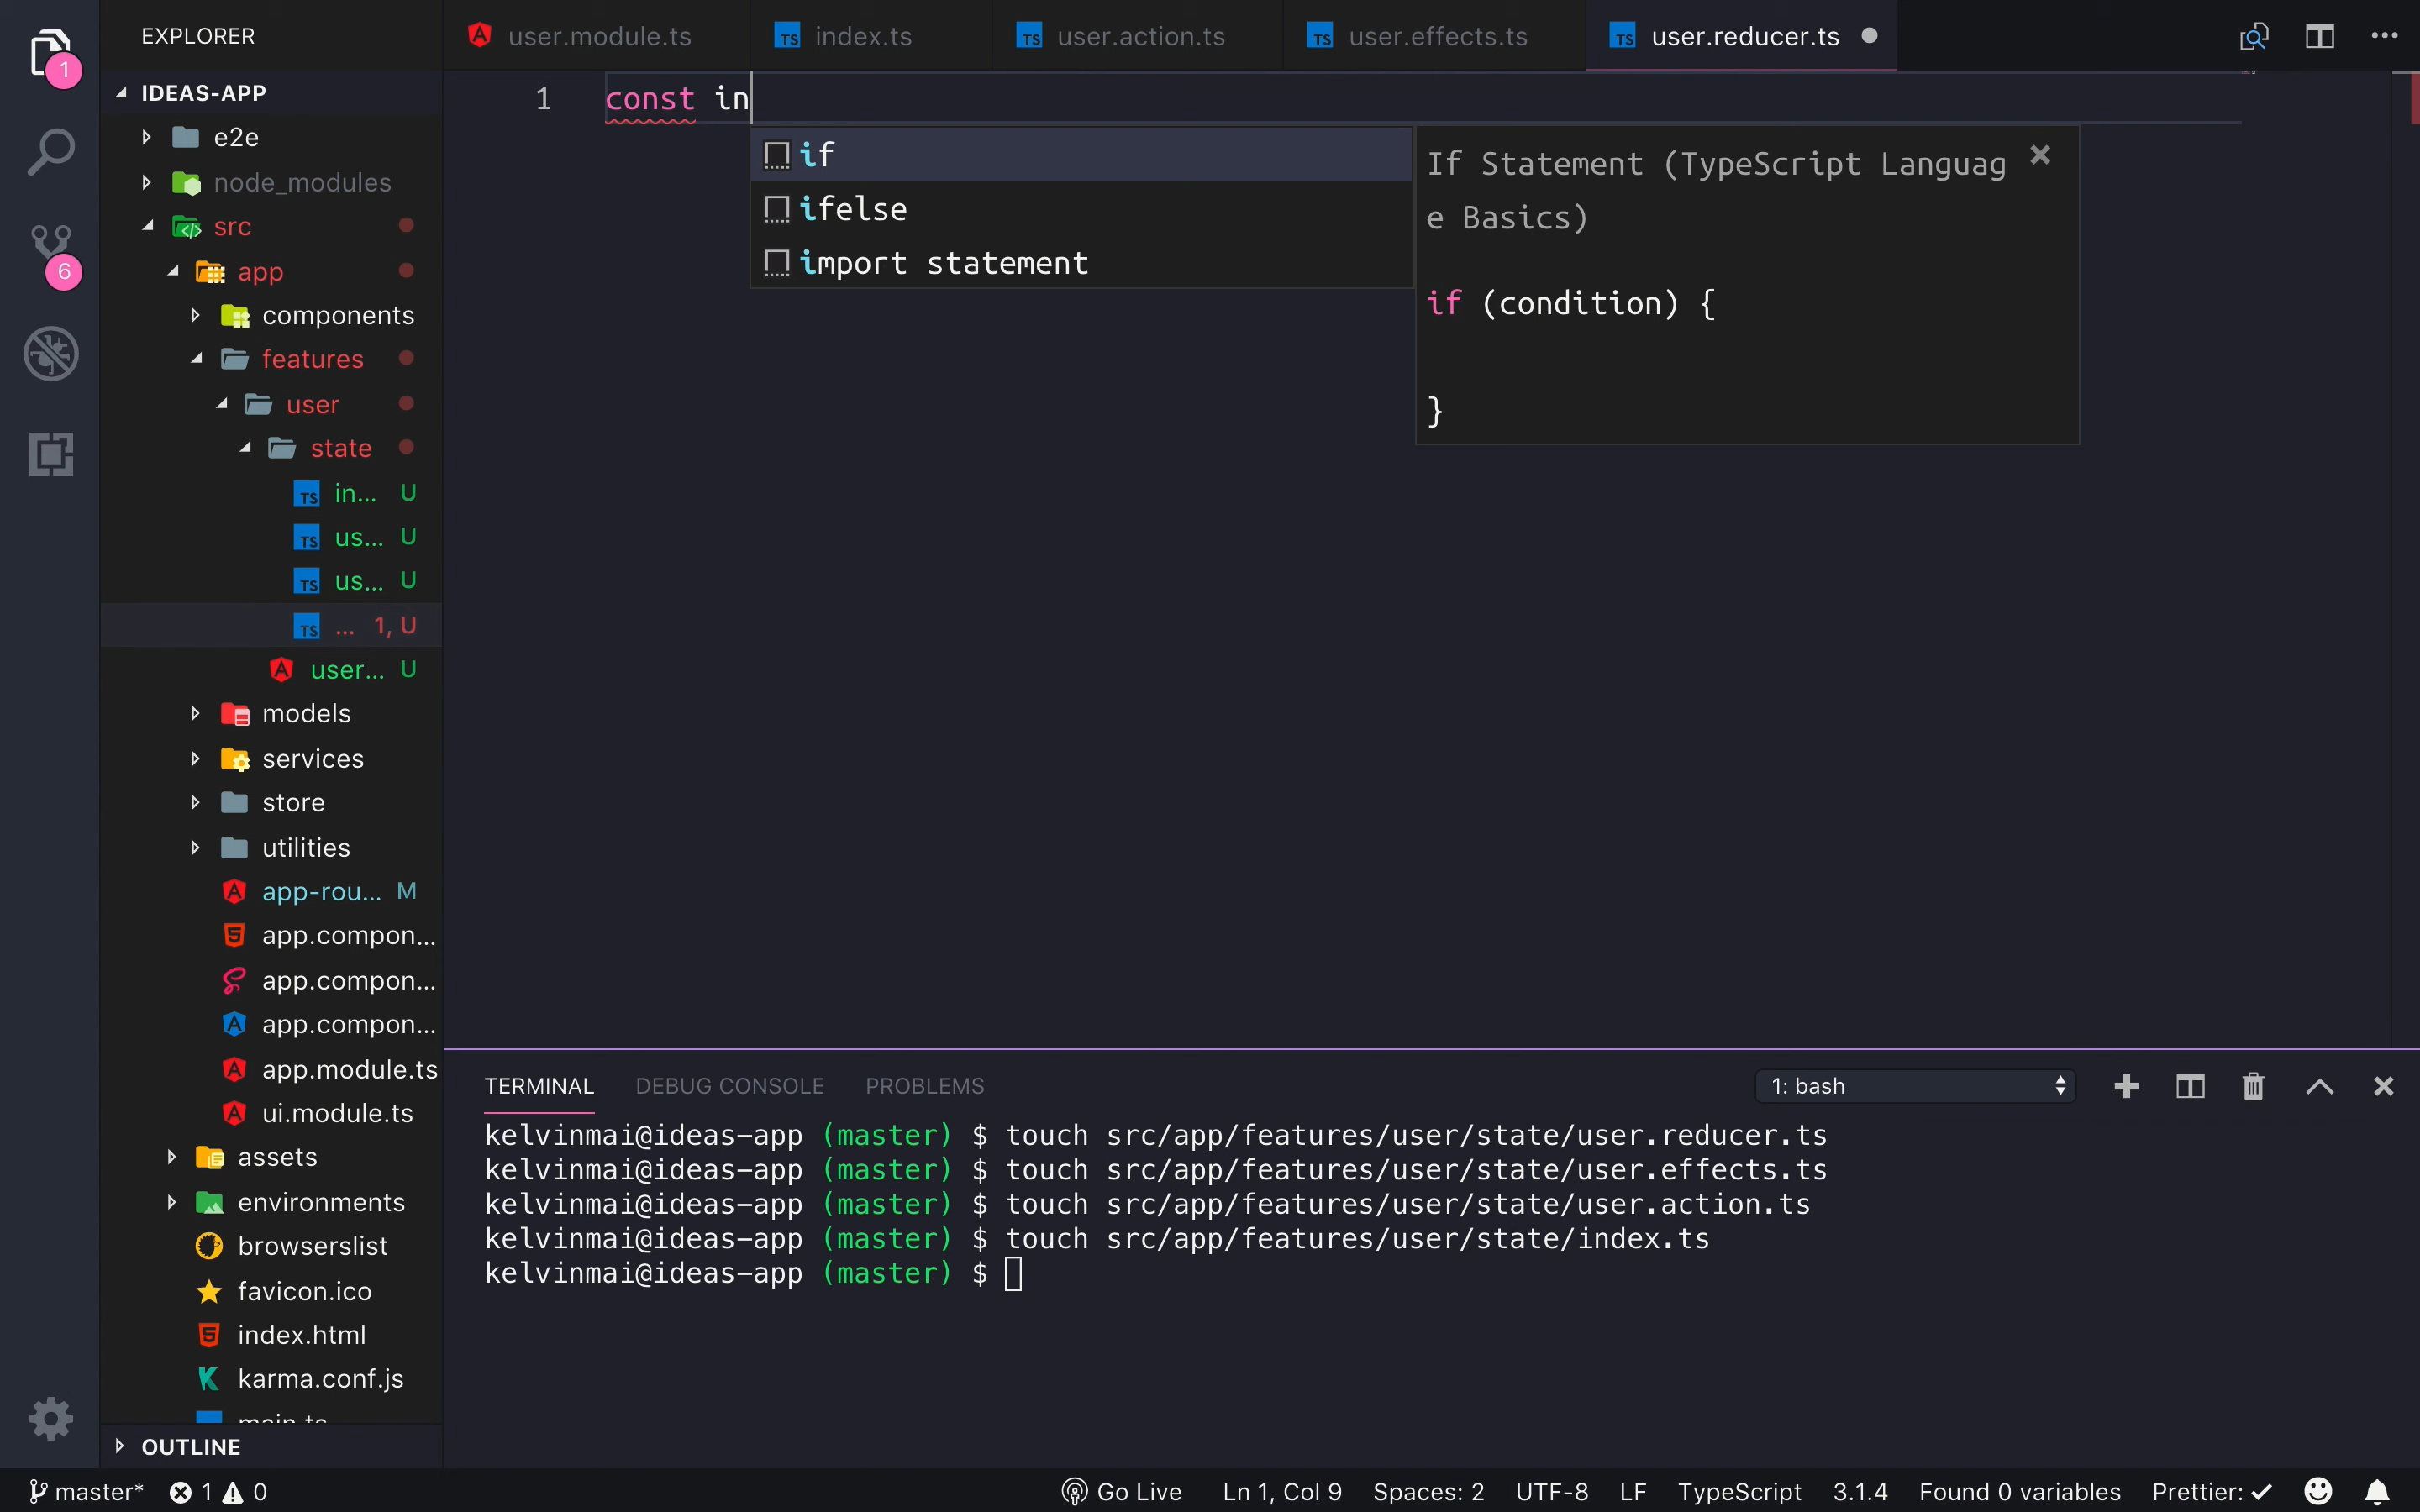 EXPLORER
user.module.ts
index.ts
user.action.ts
user.effects.ts
user.reducer.ts
1
6
IDEAS-APP
e2e
node_modules
src
app
components
features
user
state
TS in... U
TS us... U
TS us... U
TS ... 1, U
user... U
models
services
store
utilities
app-rou... M
app.compon...
app.compon...
app.compon...
app.module.ts
ui.module.ts
assets
environments
browserslist
favicon.ico
index.html
karma.conf.js
main.ts
OUTLINE
1 const in
if
ifelse
import statement
If Statement (TypeScript Languag
e Basics)
if (condition) {
}
TERMINAL DEBUG CONSOLE PROBLEMS 1: bash
kelvinmai@ideas-app (master) $ touch src/app/features/user/state/user.reducer.ts
kelvinmai@ideas-app (master) $ touch src/app/features/user/state/user.effects.ts
kelvinmai@ideas-app (master) $ touch src/app/features/user/state/user.action.ts
kelvinmai@ideas-app (master) $ touch src/app/features/user/state/index.ts
kelvinmai@ideas-app (master) $
master* 1 0 Go Live Ln 1, Col 9 Spaces: 2 UTF-8 LF TypeScript 3.1.4 Found 0 variables Prettier: ✓